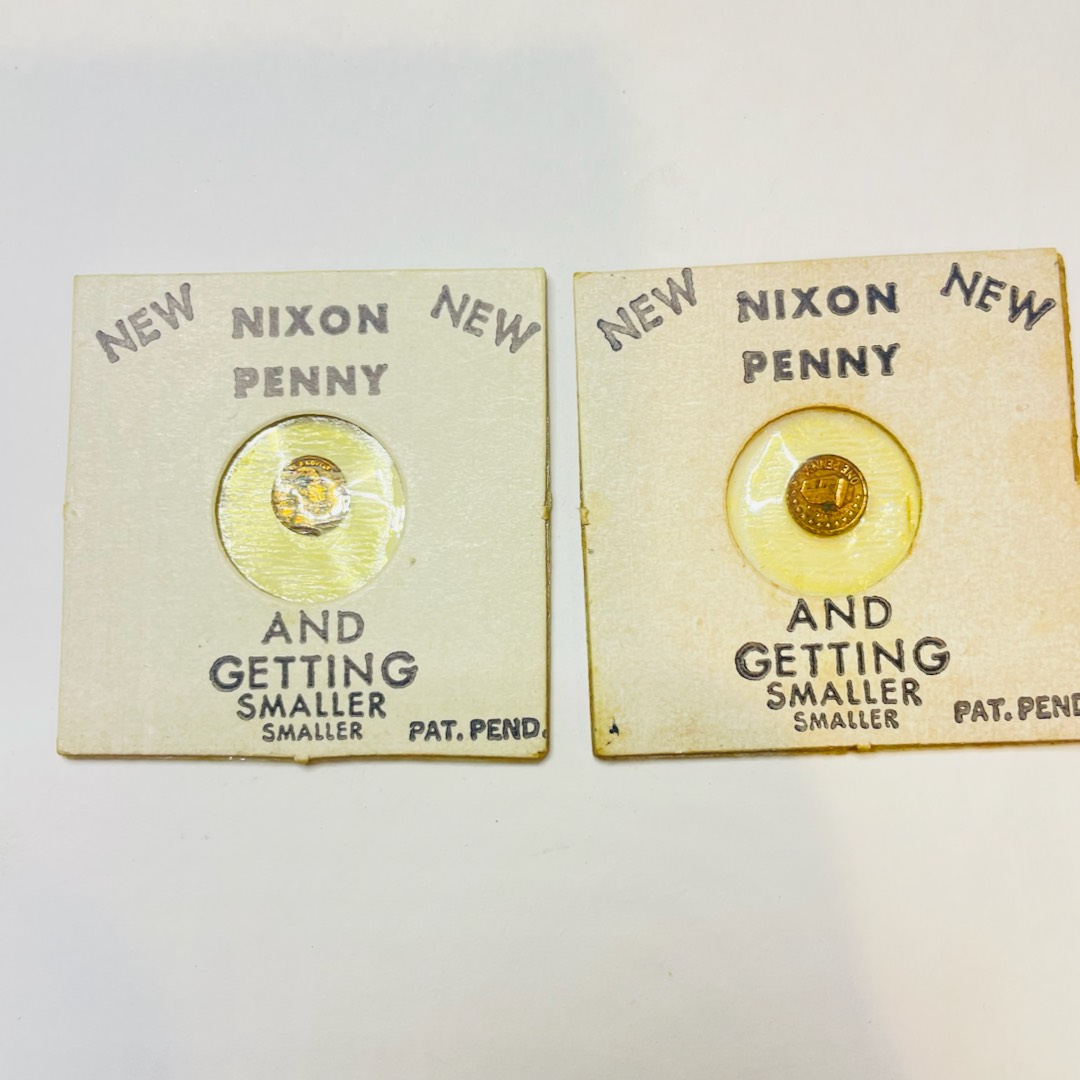 NEW NIXON NEW
PENNY
AND
GETTING
SMALLER
SMALLER
PAT. PEND.
NEW NIXON NEW
PENNY
AND
GETTING
SMALLER
SMALLER
PAT. PEND